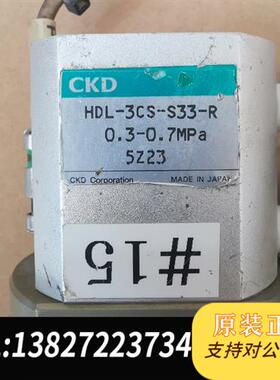 CKD
HDL-3CS-S33-R
0.3-0.7MPa
5Z23
CKD Corporation MADE IN JAPAN
#15
原装正
支持对公
:13827223734